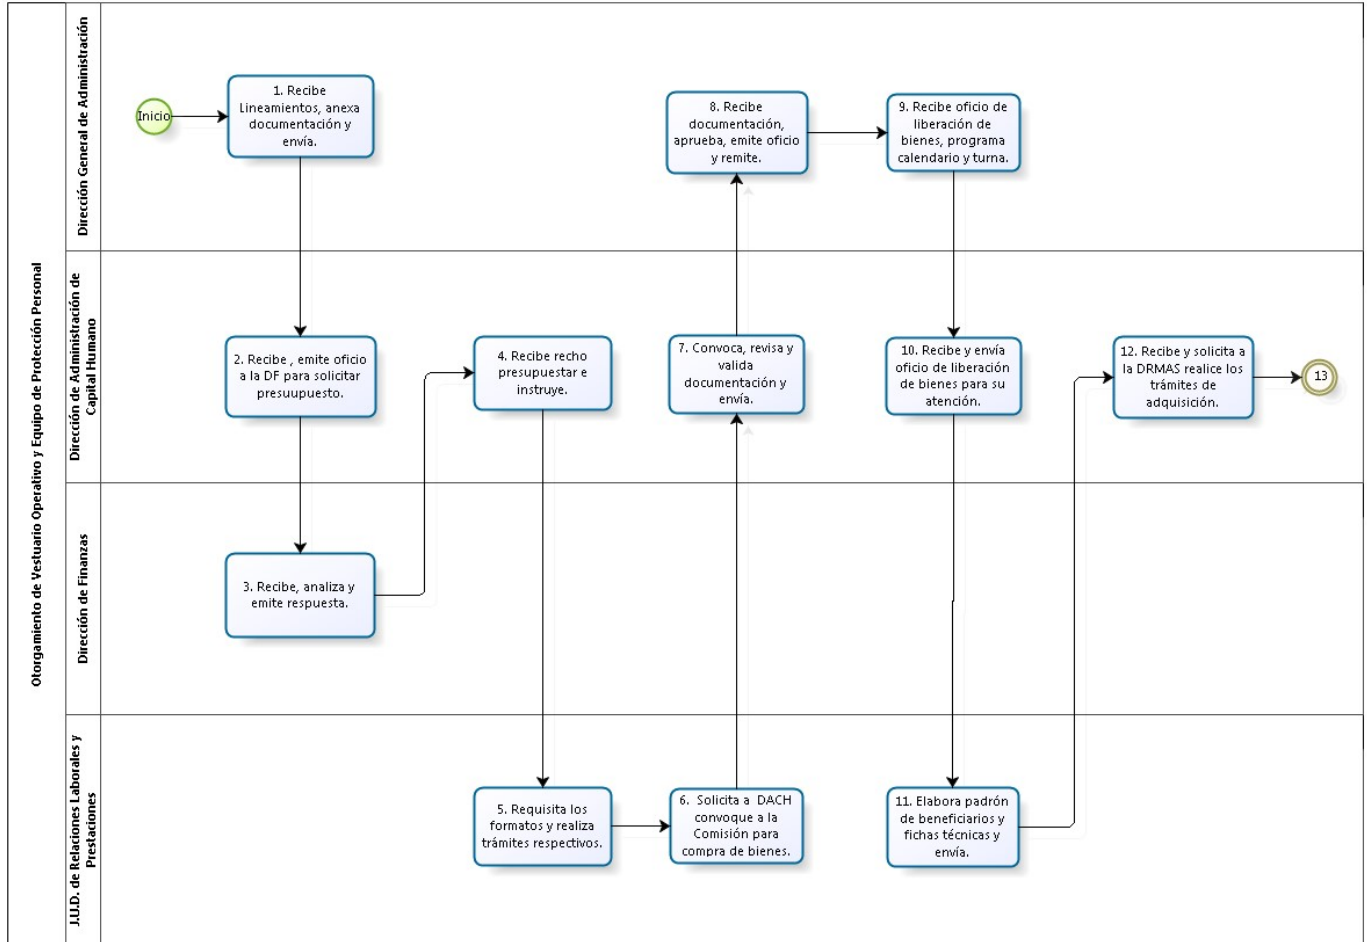 Otorgamiento de Vestuario Operativo y Equipo de Protección Personal
Dirección General de Administración
Inicio
1. Recibe
Lineamientos, anexa
documentación y
envía.
8. Recibe
documentación,
aprueba, emite oficio
y remite.
9. Recibe oficio de
liberación de
bienes, programa
calendario y turna.
Dirección de Administración de
Capital Humano
2. Recibe , emite oficio
a la DF para solicitar
presuupuesto.
4. Recibe recho
presupuestar e
instruye.
7. Convoca, revisa y
valida
documentación y
envía.
10. Recibe y envía
oficio de liberación
de bienes para su
atención.
12. Recibe y solicita a
la DRMAS realice los
trámites de
adquisición.
13
Dirección de Finanzas
3. Recibe, analiza y
emite respuesta.
J.U.D. de Relaciones Laborales y
Prestaciones
5. Requisita los
formatos y realiza
trámites respectivos.
6. Solicita a DACH
convoque a la
Comisión para
compra de bienes.
11. Elabora padrón
de beneficiarios y
fichas técnicas y
envía.